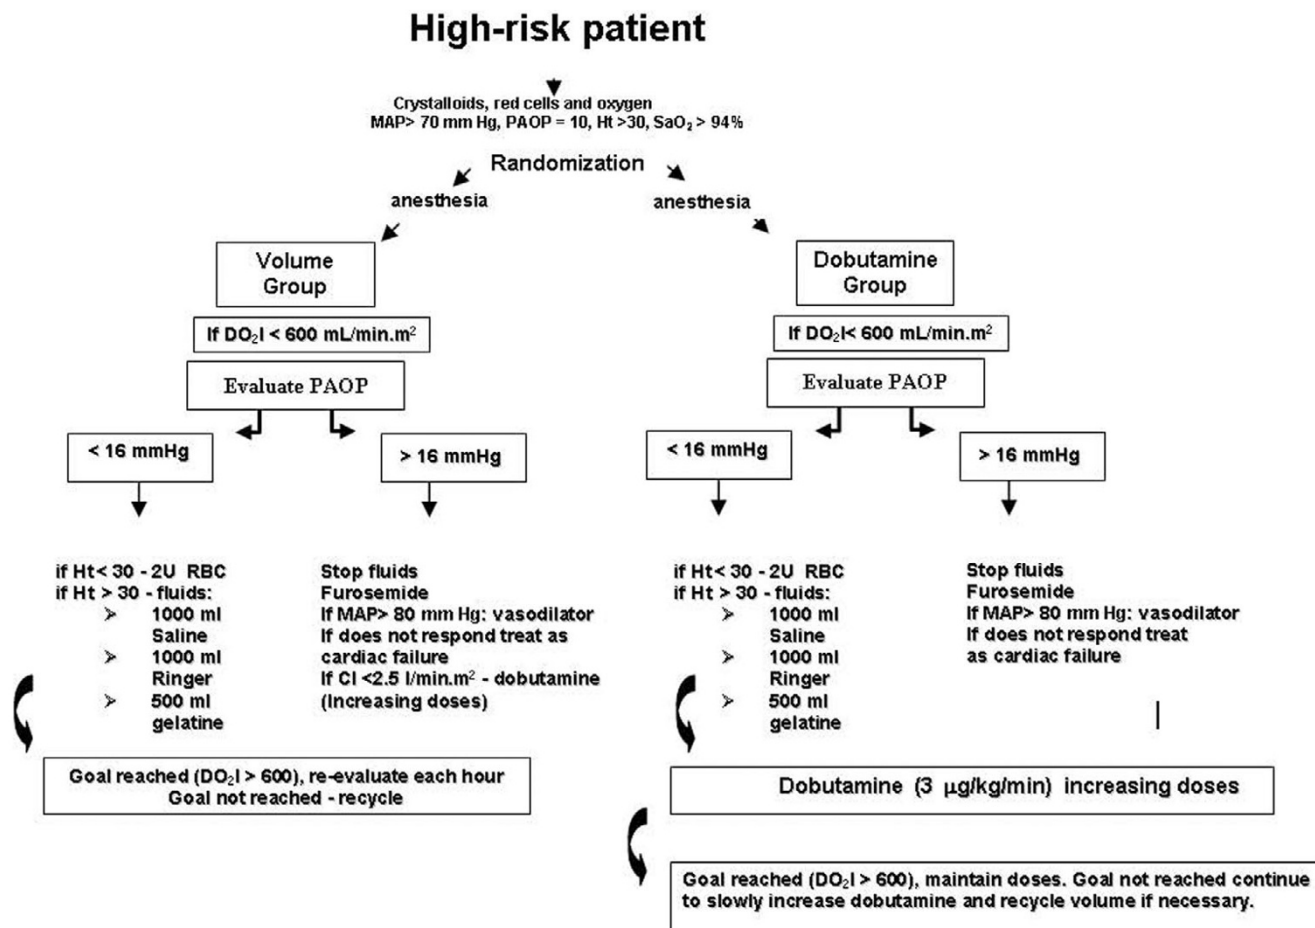 High-risk patient
Crystalloids, red cells and oxygen
MAP> 70 mm Hg, PAOP = 10, Ht >30, SaO₂ > 94%
Randomization
anesthesia
anesthesia
Volume
Group
If DO₂I < 600 mL/min.m²
Evaluate PAOP
< 16 mmHg
> 16 mmHg
if Ht< 30 - 2U RBC
if Ht > 30 - fluids:
➢ 1000 ml
Saline
➢ 1000 ml
Ringer
➢ 500 ml
gelatine
Stop fluids
Furosemide
If MAP> 80 mm Hg: vasodilator
If does not respond treat as
cardiac failure
If CI <2.5 l/min.m² - dobutamine
(Increasing doses)
Goal reached (DO₂I > 600), re-evaluate each hour
Goal not reached - recycle
Dobutamine
Group
If DO₂I< 600 mL/min.m²
Evaluate PAOP
< 16 mmHg
> 16 mmHg
if Ht< 30 - 2U RBC
if Ht > 30 - fluids:
➢ 1000 ml
Saline
➢ 1000 ml
Ringer
➢ 500 ml
gelatine
Stop fluids
Furosemide
If MAP> 80 mm Hg: vasodilator
If does not respond treat
as cardiac failure
Dobutamine (3 µg/kg/min) increasing doses
Goal reached (DO₂I > 600), maintain doses. Goal not reached continue
to slowly increase dobutamine and recycle volume if necessary.